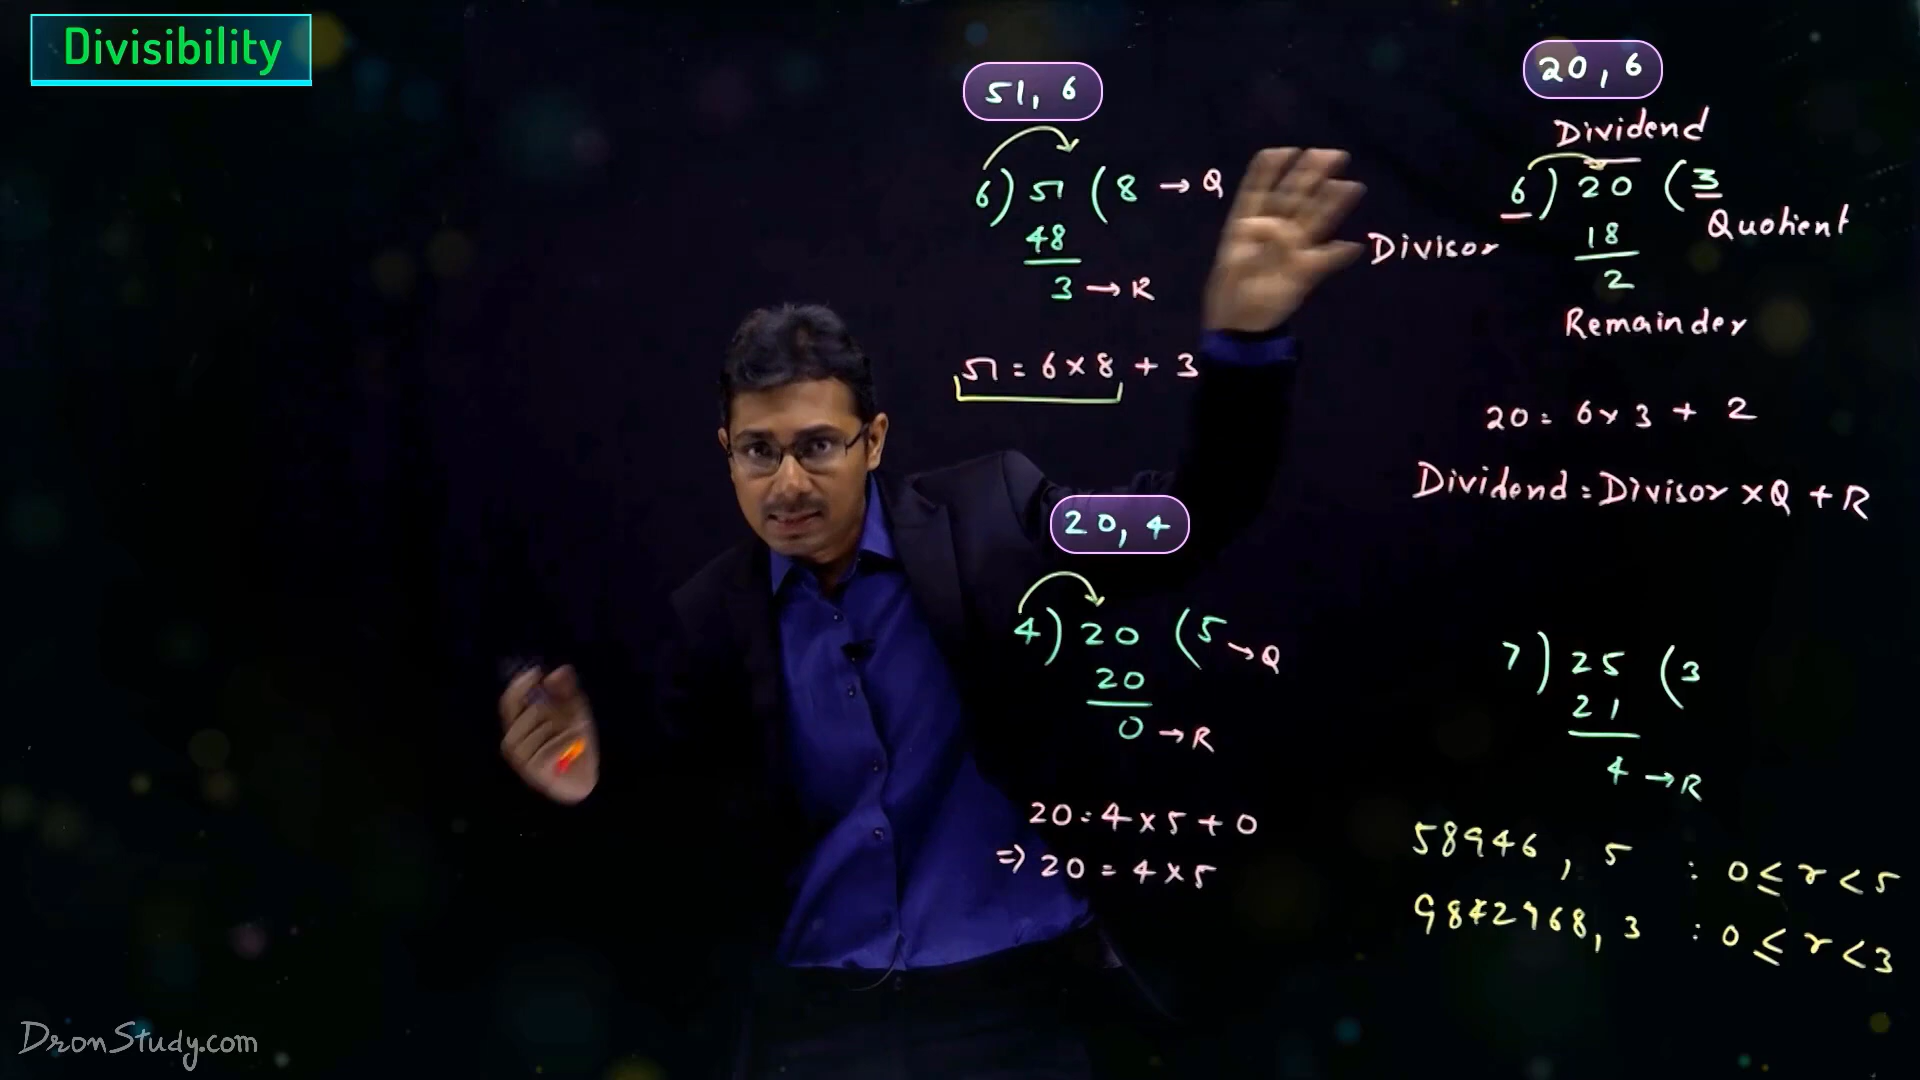 Divisibility
51, 6
6 ) 51 ( 8 → Q
48
3 → R
51 = 6 × 8 + 3
20, 4
4 ) 20 ( 5 → Q
20
0 → R
20 = 4 × 5 + 0
⇒ 20 = 4 × 5
20, 6
Dividend
6 ) 20 ( 3
Quotient
Divisor
18
2
Remainder
20 = 6 × 3 + 2
Dividend = Divisor × Q + R
7 ) 25 ( 3
21
4 → R
58946, 5 : 0 ≤ r < 5
, 3 : 0 ≤ r < 3
DronStudy.com